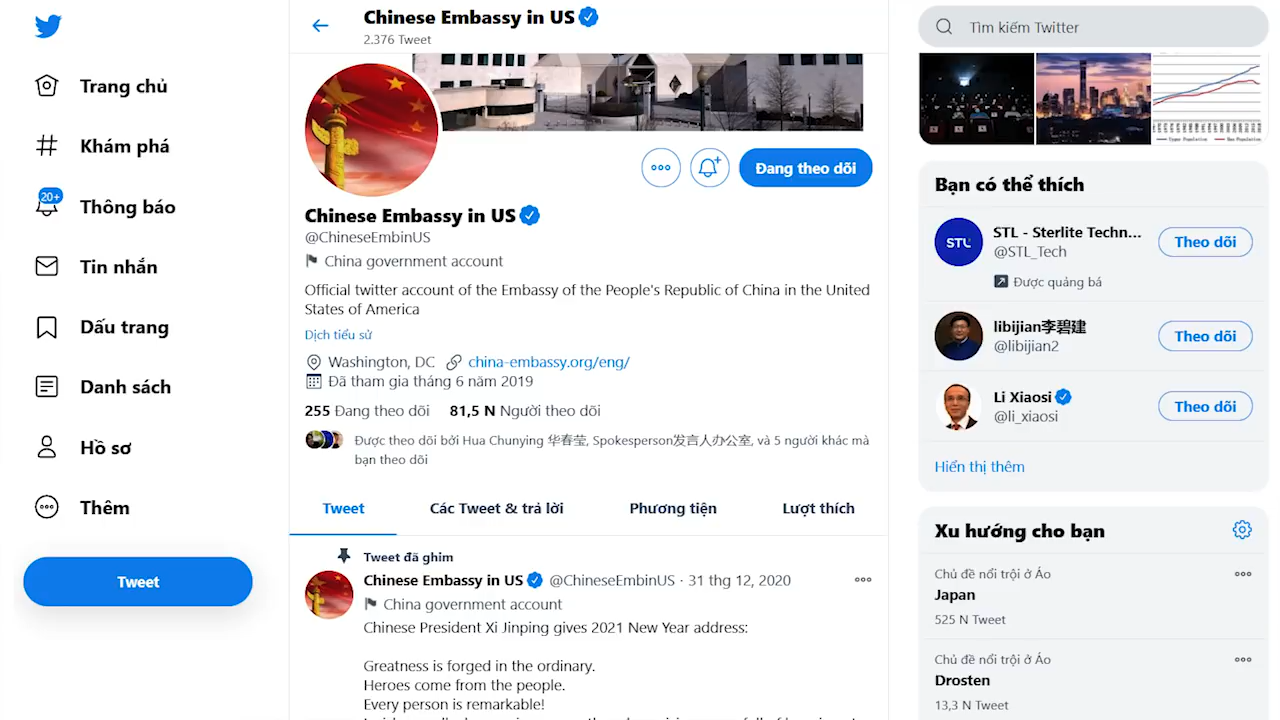 Chinese Embassy in US
2.376 Tweet
Tìm kiếm Twitter
Trang chủ
Khám phá
20+
Thông báo
Tin nhắn
Dấu trang
Danh sách
Hồ sơ
Thêm
Tweet
Đang theo dõi
Chinese Embassy in US
@ChineseEmbinUS
China government account
Official twitter account of the Embassy of the People's Republic of China in the United
States of America
Dịch tiểu sử
Washington, DC china-embassy.org/eng/
Đã tham gia tháng 6 năm 2019
255 Đang theo dõi 81,5 N Người theo dõi
Được theo dõi bởi Hua Chunying 华春莹, Spokesperson发言人办公室, và 5 người khác mà
bạn theo dõi
Tweet Các Tweet & trả lời Phương tiện Lượt thích
Tweet đã ghim
Chinese Embassy in US @ChineseEmbinUS · 31 thg 12, 2020
China government account
Chinese President Xi Jinping gives 2021 New Year address:
Greatness is forged in the ordinary.
Heroes come from the people.
Every person is remarkable!
Bạn có thể thích
STL
STL - Sterlite Techn...
@STL_Tech
Theo dõi
Được quảng bá
libijian李碧建
@libijian2
Theo dõi
Li Xiaosi
@li_xiaosi
Theo dõi
Hiển thị thêm
Xu hướng cho bạn
Chủ đề nổi trội ở Áo
Japan
525 N Tweet
Chủ đề nổi trội ở Áo
Drosten
13,3 N Tweet